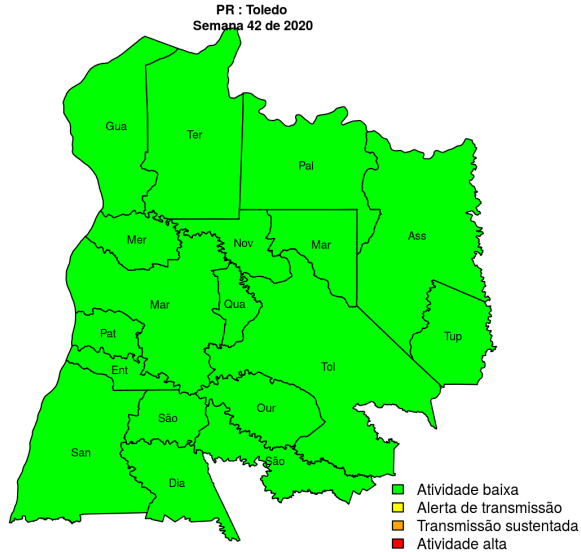 PR : Toledo
Semana 42 de 2020
Gua
Ter
Pal
Mer
Nov
Mar
Ass
Mar
Qua
Pat
Tup
Ent
Tol
São
Our
San
São
Dia
Atividade baixa
Alerta de transmissão
Transmissão sustentada
Atividade alta